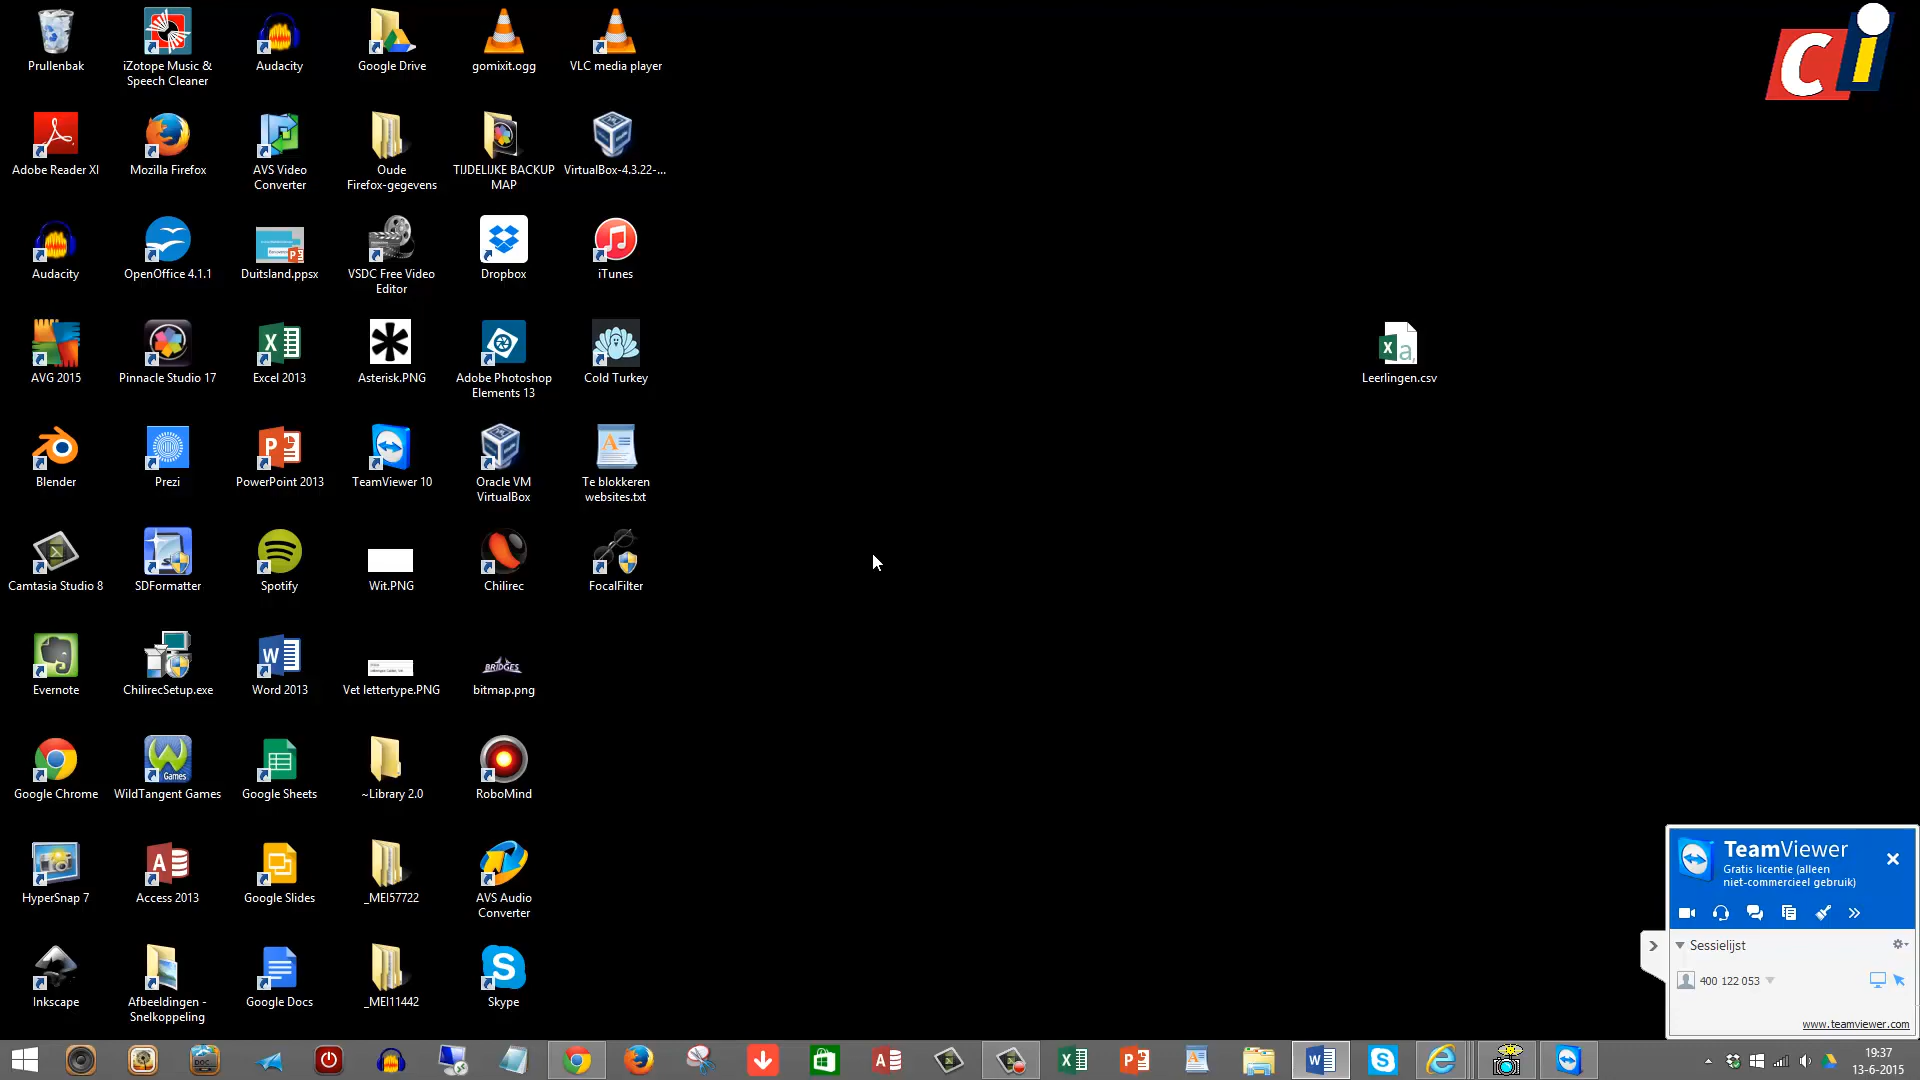 Prullenbak
iZotope Music &
Speech Cleaner
Audacity
Google Drive
gomixit.ogg
VLC media player
Ci
Adobe Reader XI
Mozilla Firefox
AVS Video
Converter
Oude
Firefox-gegevens
TIJDELIJKE BACKUP
MAP
VirtualBox-4.3.22-...
Audacity
OpenOffice 4.1.1
Duitsland.ppsx
VSDC Free Video
Editor
Dropbox
iTunes
AVG 2015
Pinnacle Studio 17
Excel 2013
Asterisk.PNG
Adobe Photoshop
Elements 13
Cold Turkey
Leerlingen.csv
Blender
Prezi
PowerPoint 2013
TeamViewer 10
Oracle VM
VirtualBox
Te blokkeren
websites.txt
Camtasia Studio 8
SDFormatter
Spotify
Wit.PNG
Chilirec
FocalFilter
Evernote
ChilirecSetup.exe
Word 2013
Vet lettertype.PNG
BRIDGES
bitmap.png
Games
Google Chrome
WildTangent Games
Google Sheets
~Library 2.0
RoboMind
HyperSnap 7
Access 2013
Google Slides
_MEI57722
AVS Audio
Converter
Inkscape
Afbeeldingen -
Snelkoppeling
Google Docs
_MEI11442
Skype
TeamViewer
Gratis licentie (alleen
niet-commercieel gebruik)
Sessielijst
400 122 053
www.teamviewer.com
19:37
13-6-2015